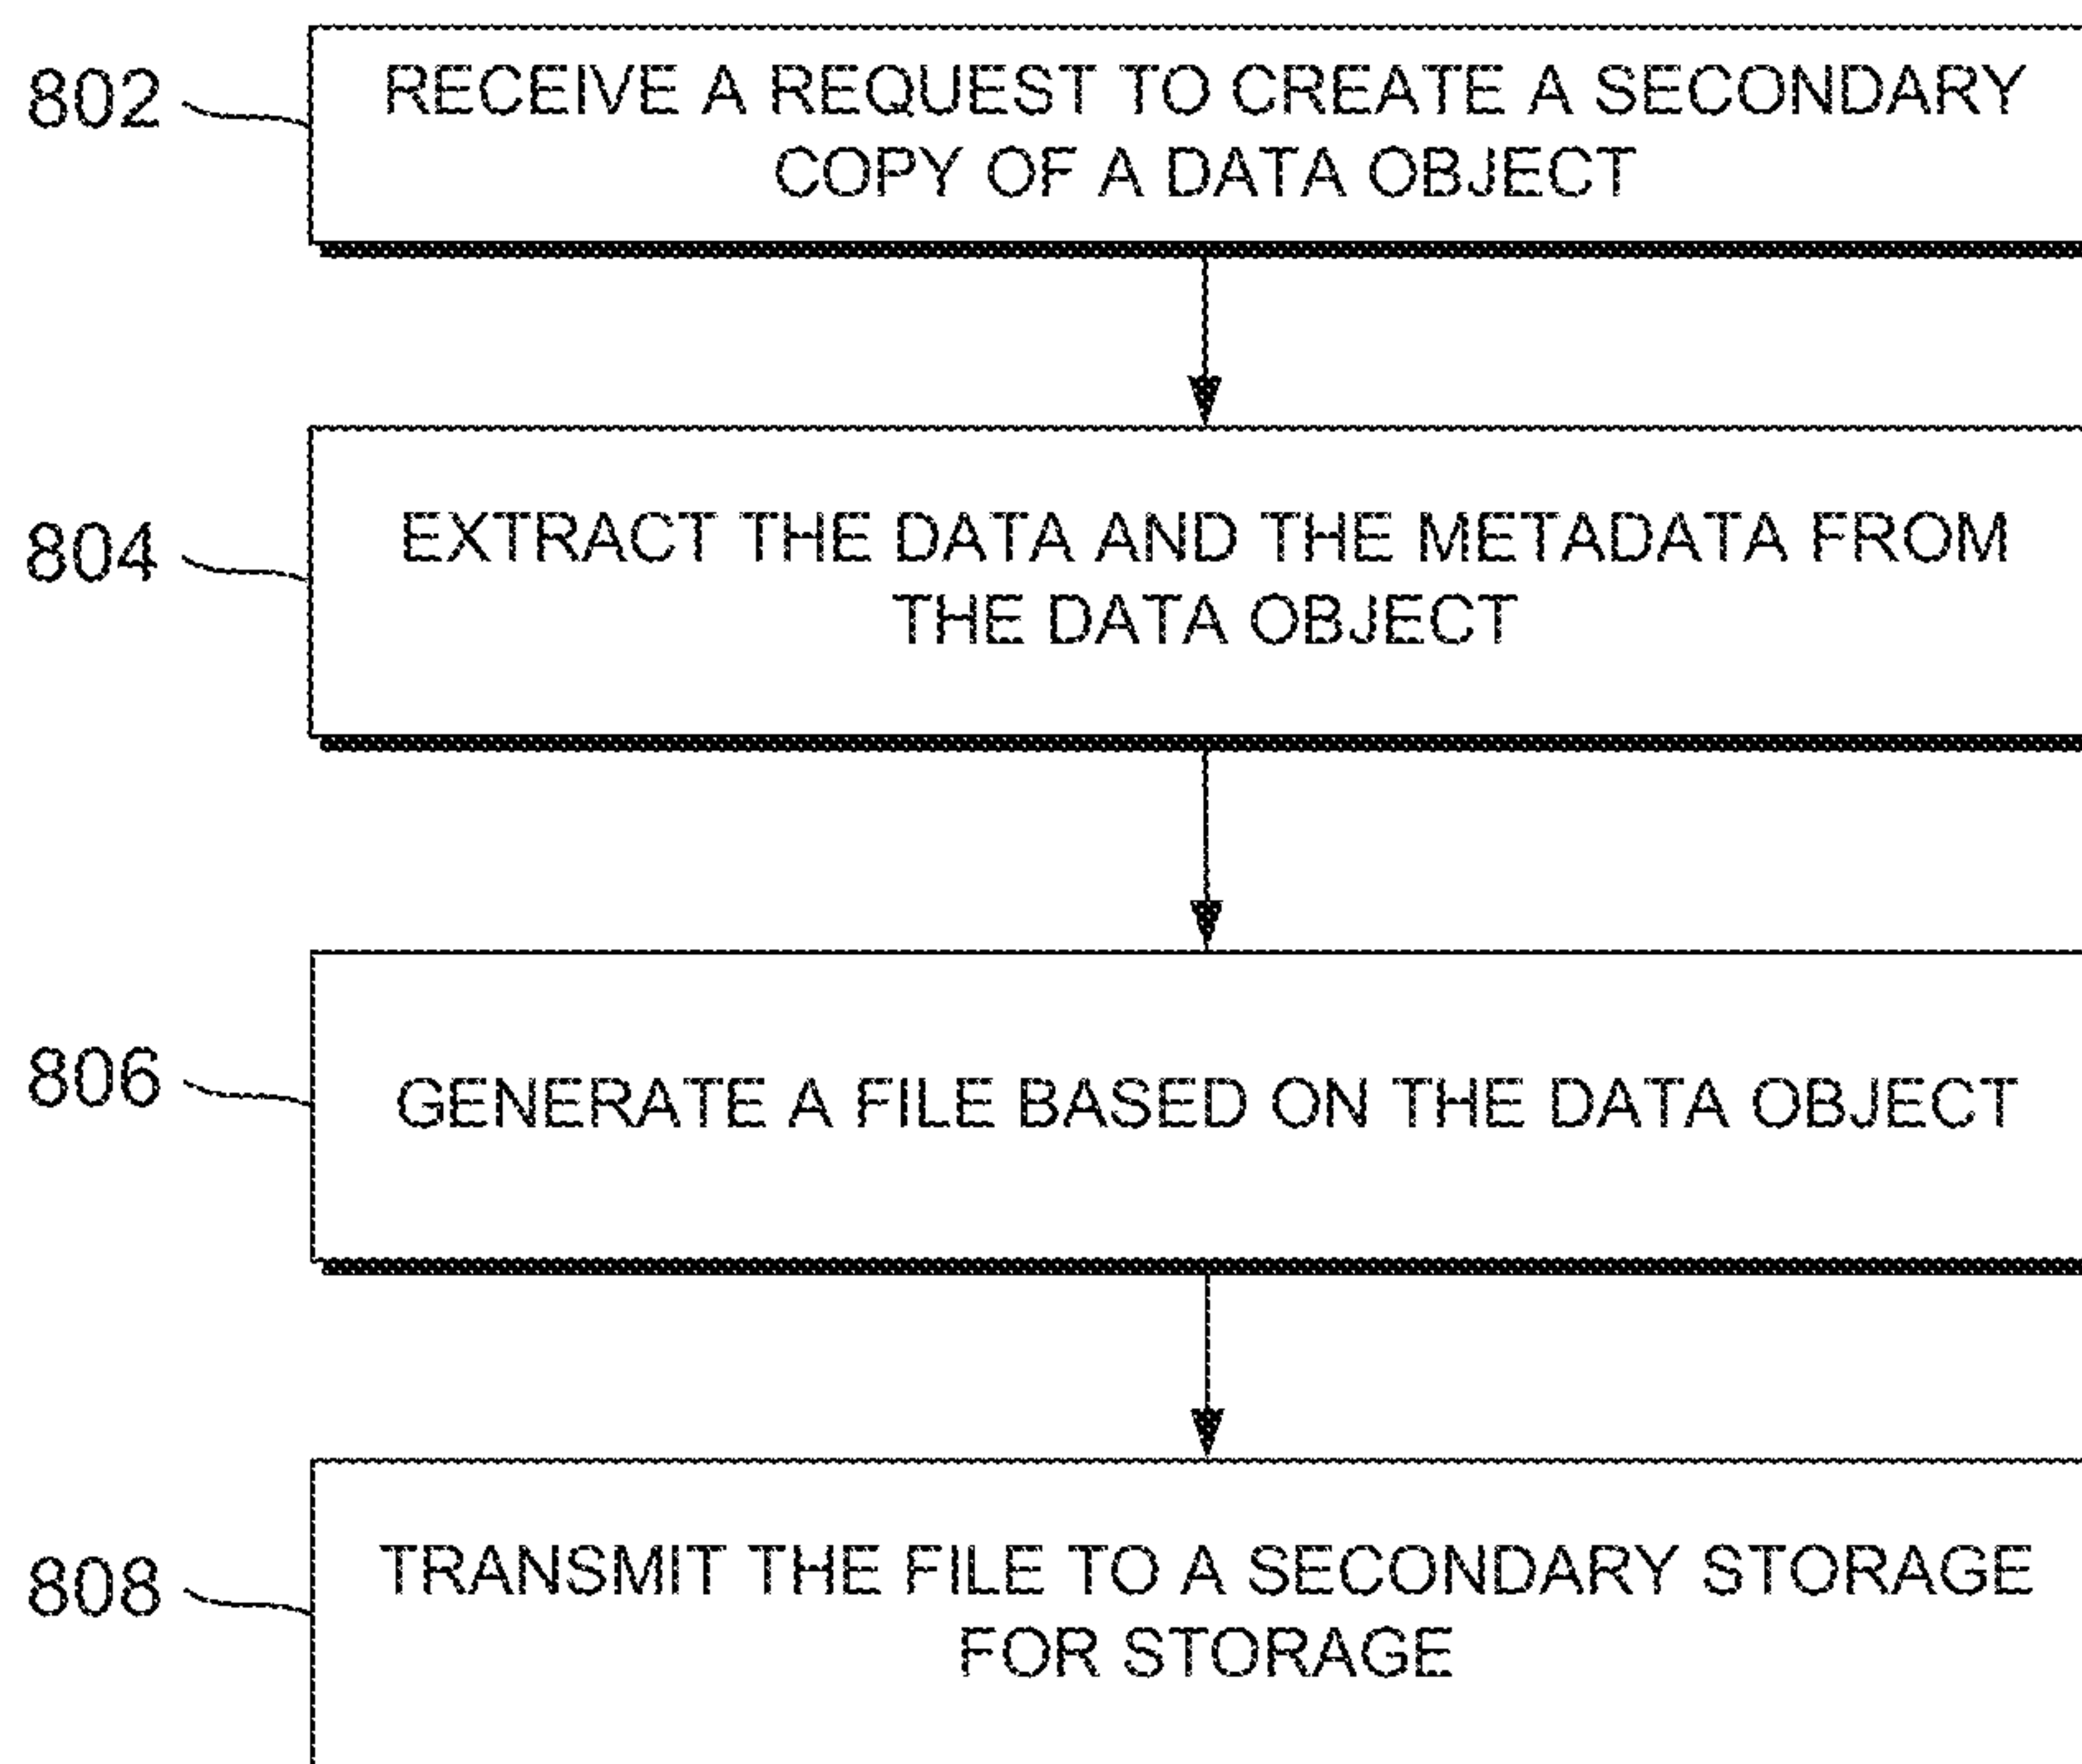 802
RECEIVE A REQUEST TO CREATE A SECONDARY
COPY OF A DATA OBJECT
804
EXTRACT THE DATA AND THE METADATA FROM
THE DATA OBJECT
806
GENERATE A FILE BASED ON THE DATA OBJECT
808
TRANSMIT THE FILE TO A SECONDARY STORAGE
FOR STORAGE